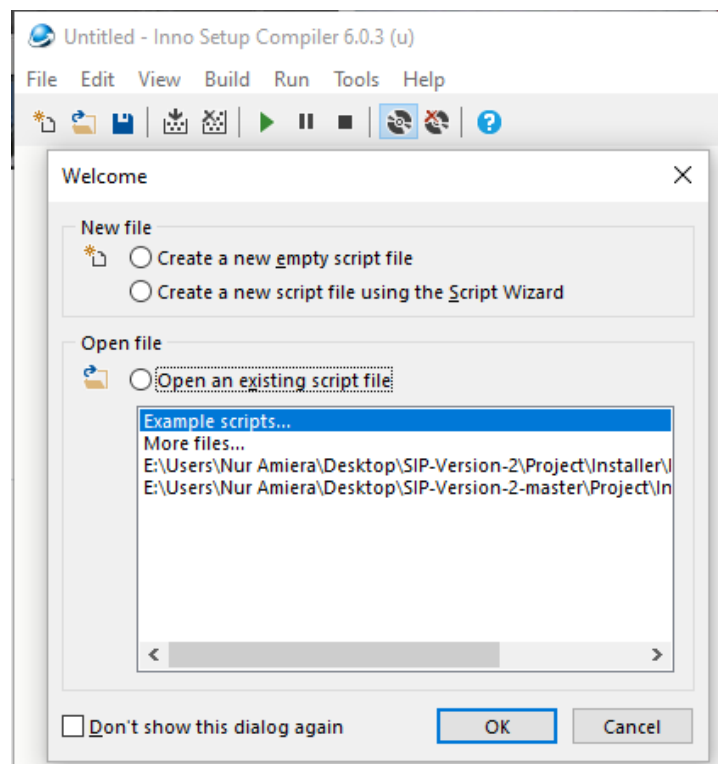 Untitled - Inno Setup Compiler 6.0.3 (u)
File Edit View Build Run Tools Help
Welcome
New file
Create a new empty script file
Create a new script file using the Script Wizard
Open file
Open an existing script file
Example scripts...
More files...
E:\Users\Nur Amiera\Desktop\SIP-Version-2\Project\Installer\I
E:\Users\Nur Amiera\Desktop\SIP-Version-2-master\Project\In
Don't show this dialog again
OK Cancel